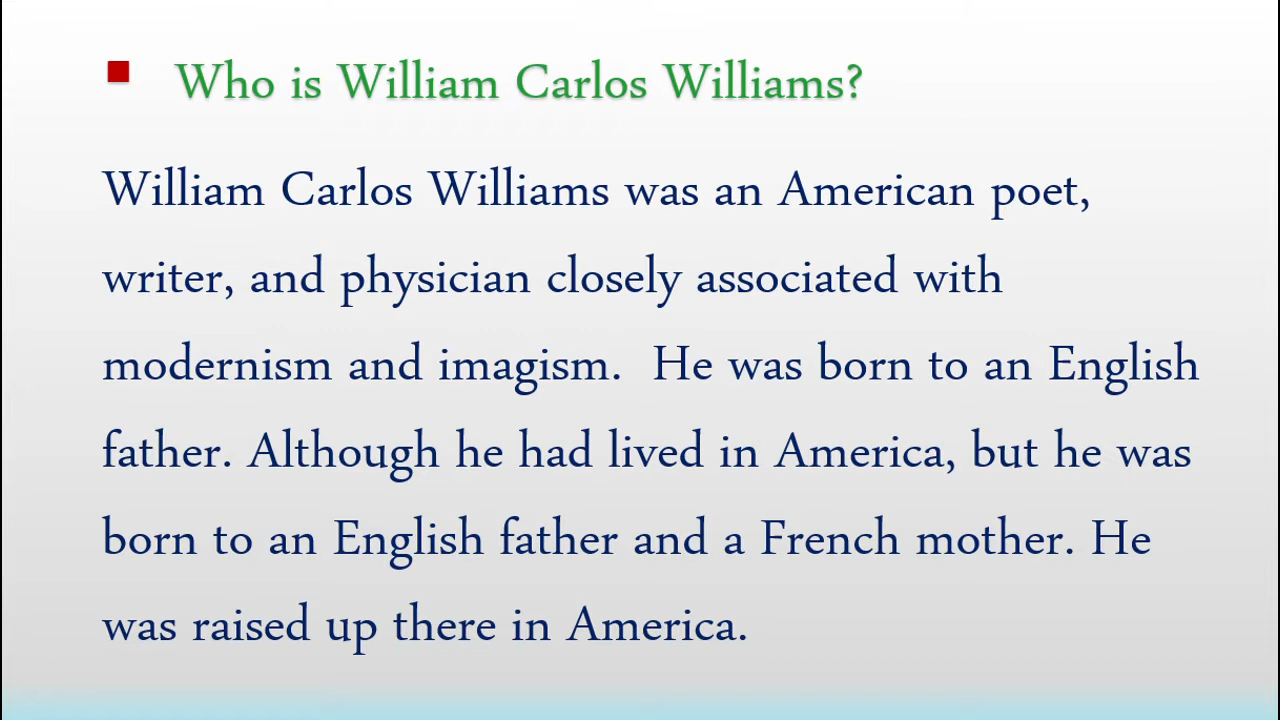 Who is William Carlos Williams?
William Carlos Williams was an American poet,
writer, and physician closely associated with
modernism and imagism.  He was born to an English
father. Although he had lived in America, but he was
born to an English father and a French mother. He
was raised up there in America.